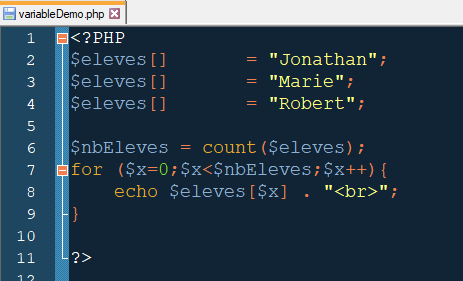 variableDemo.php
1 <?PHP
2 $eleves[] = "Jonathan";
3 $eleves[] = "Marie";
4 $eleves[] = "Robert";
5
6 $nbEleves = count($eleves);
7 for ($x=0;$x<$nbEleves;$x++){
8 echo $eleves[$x] . "<br>";
9 }
10
11 ?>
12